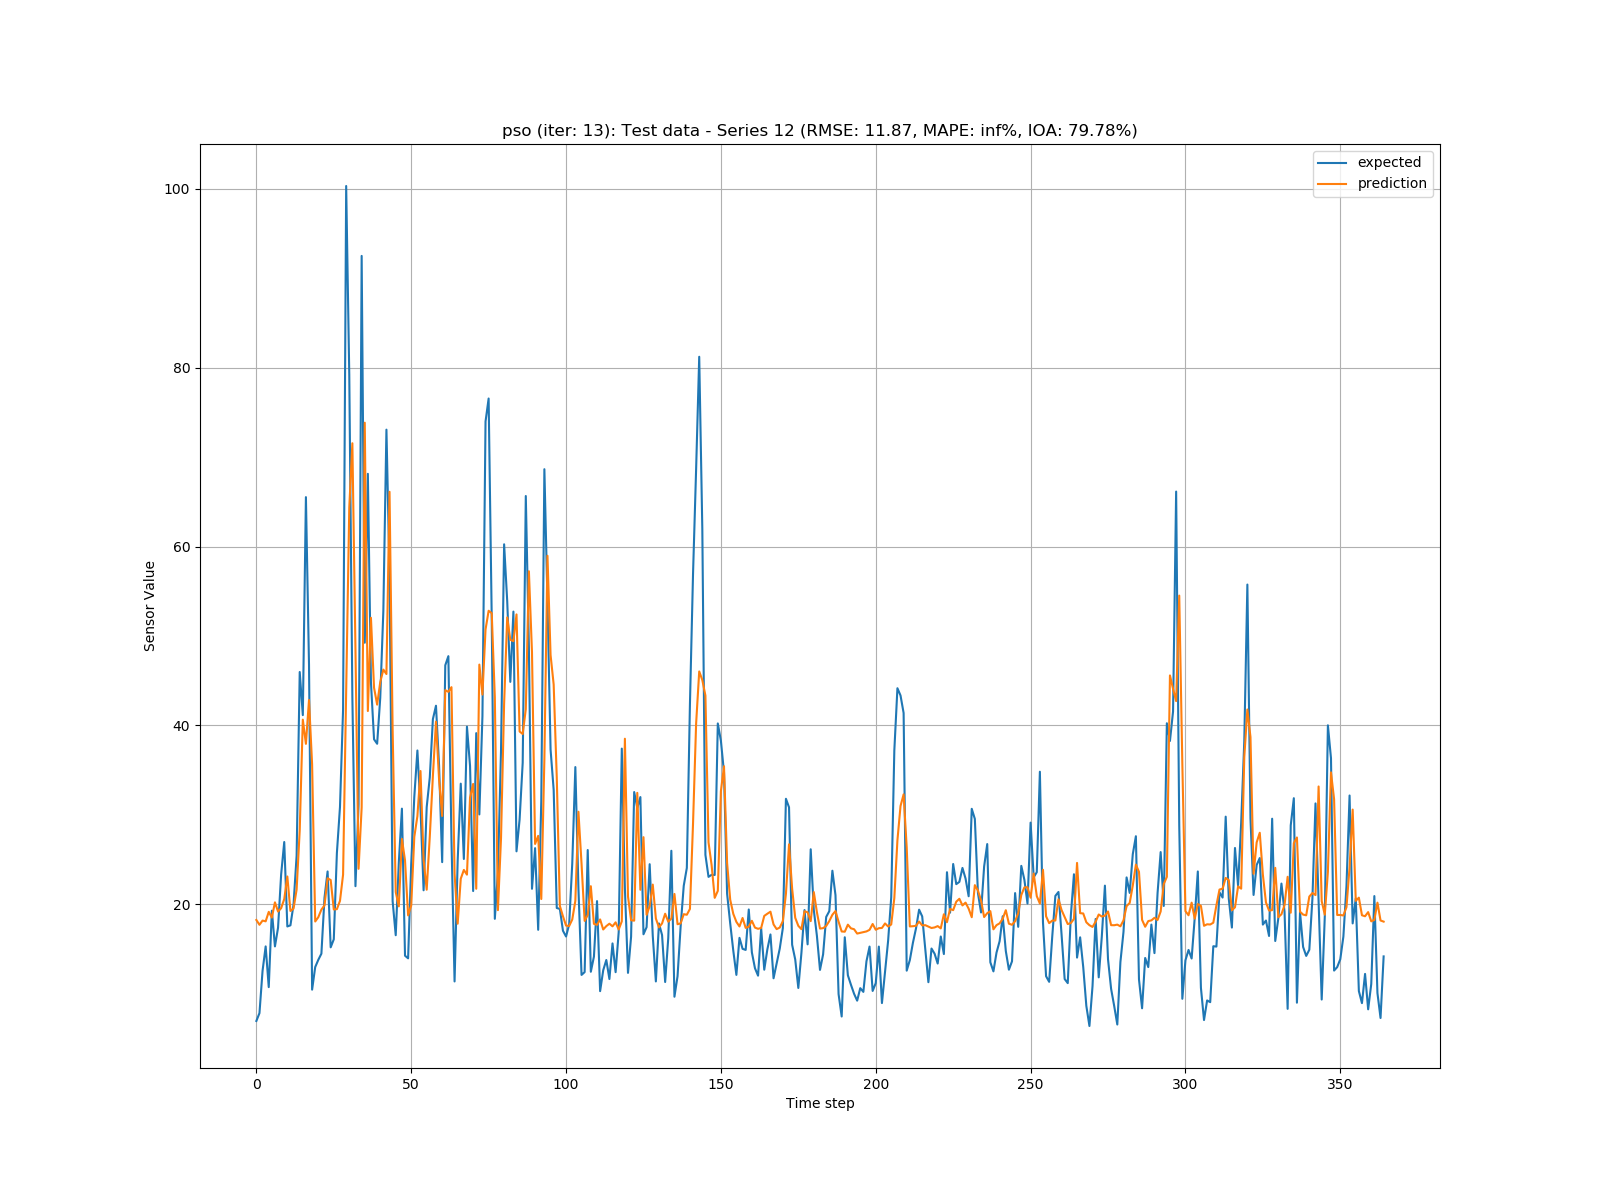 pso (iter: 13): Test data - Series 12 (RMSE: 11.87, MAPE: inf%, IOA: 79.78%)
expected
prediction
100
80
60
40
20
Sensor Value
0 50 100 150 200 250 300 350
Time step